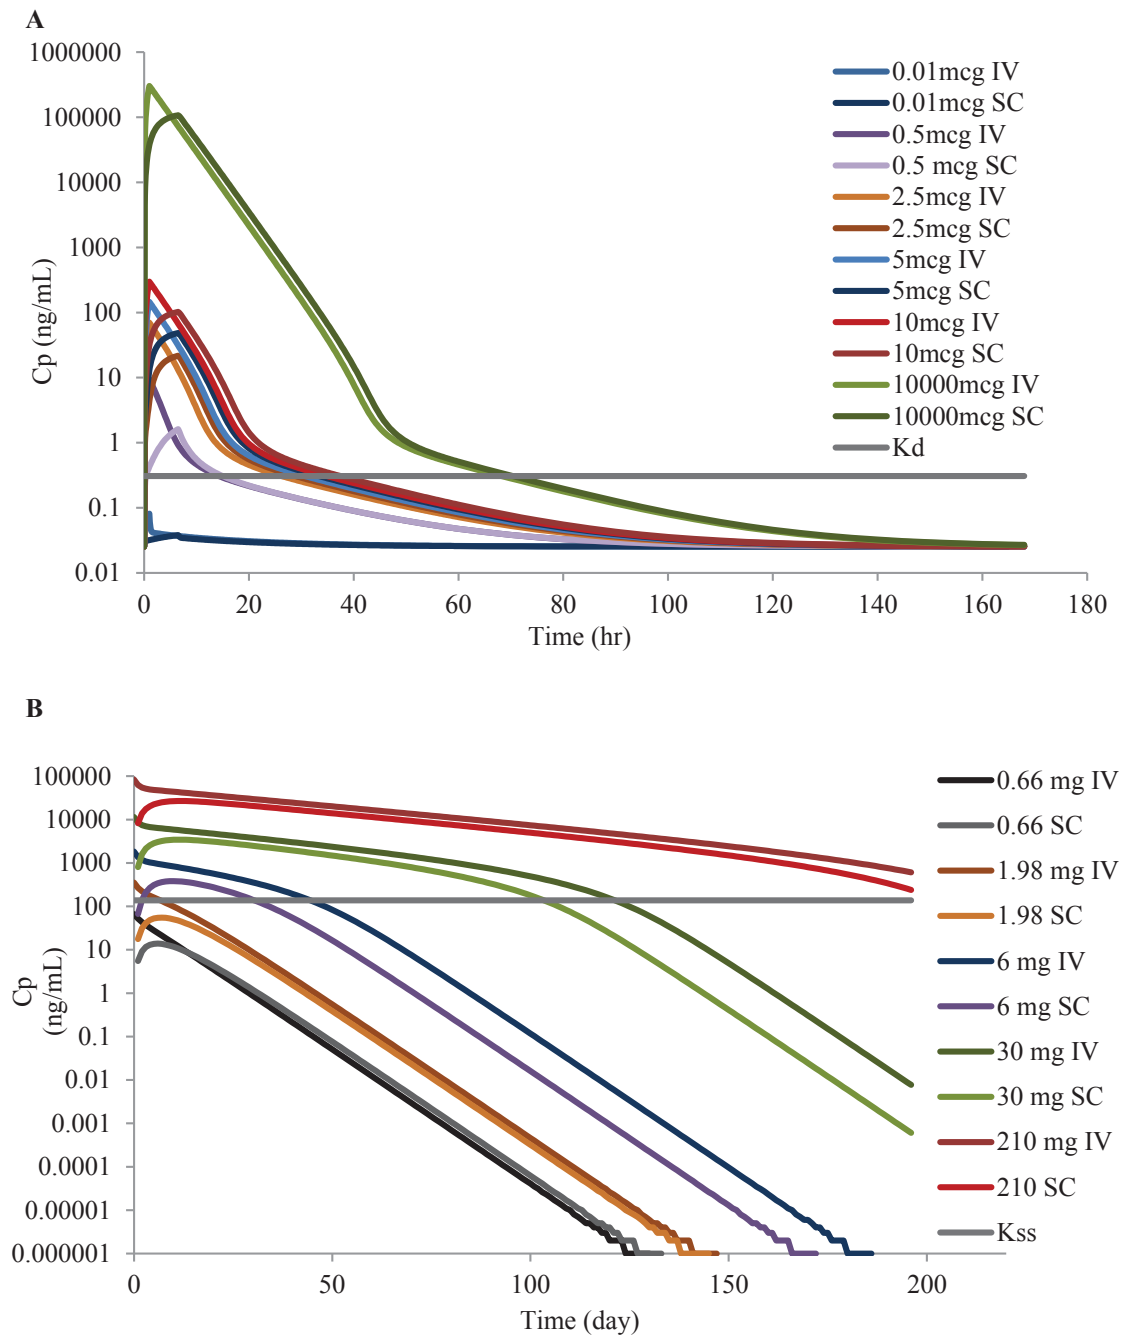 A
1000000
100000
10000
1000
100
10
1
0.1
0.01
Cp (ng/mL)
0 20 40 60 80 100 120 140 160 180
Time (hr)
0.01mcg IV
0.01mcg SC
0.5mcg IV
0.5 mcg SC
2.5mcg IV
2.5mcg SC
5mcg IV
5mcg SC
10mcg IV
10mcg SC
10000mcg IV
10000mcg SC
Kd
B
100000
10000
1000
100
10
1
0.1
0.01
0.001
0.0001
0.00001
0.000001
Cp
(ng/mL)
0 50 100 150 200
Time (day)
0.66 mg IV
0.66 SC
1.98 mg IV
1.98 SC
6 mg IV
6 mg SC
30 mg IV
30 mg SC
210 mg IV
210 SC
Kss